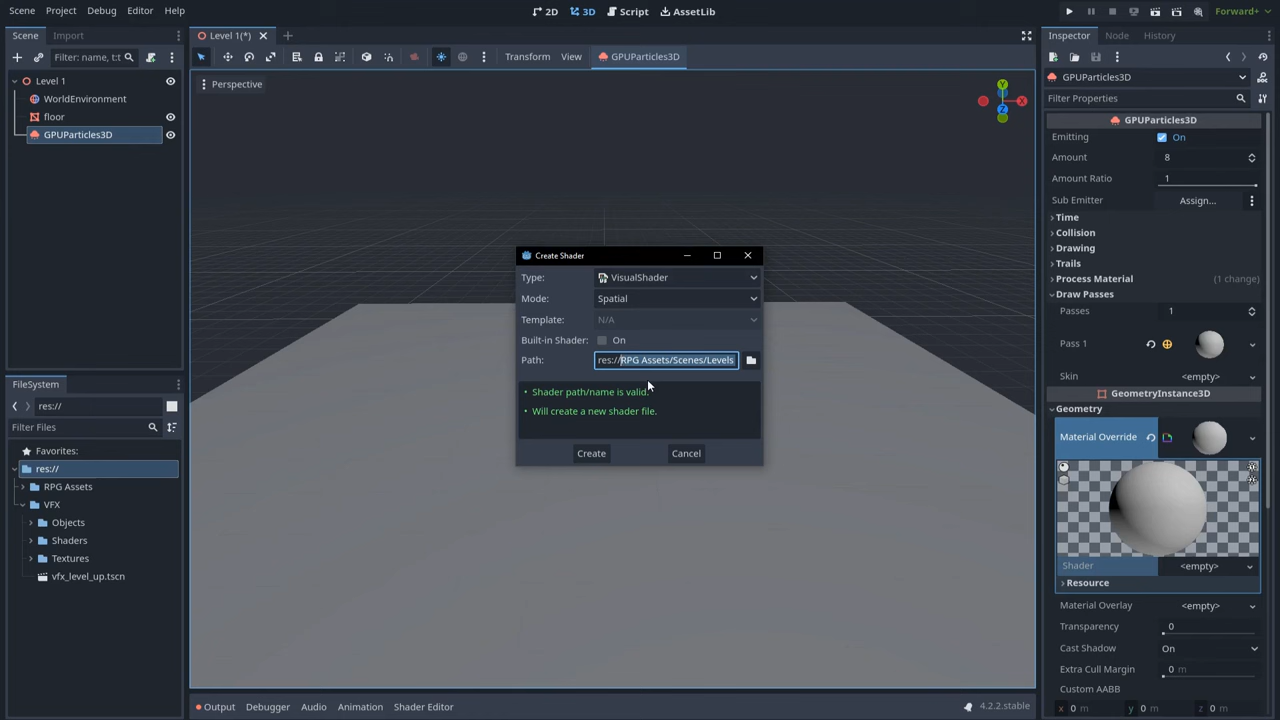 Scene Project Debug Editor Help
2D 3D Script AssetLib
Forward+
Scene Import
Filter: name, t:t
Level 1
WorldEnvironment
floor
GPUParticles3D
FileSystem
res://
Filter Files
Favorites:
res://
RPG Assets
VFX
Objects
Shaders
Textures
vfx_level_up.tscn
Level 1(*)
Transform View GPUParticles3D
Perspective
Y
X
Z
Create Shader
Type: VisualShader
Mode: Spatial
Template: N/A
Built-in Shader: On
Path: res://RPG Assets/Scenes/Levels
• Shader path/name is valid.
• Will create a new shader file.
Create Cancel
Output Debugger Audio Animation Shader Editor
4.2.2.stable
Inspector Node History
GPUParticles3D
Filter Properties
GPUParticles3D
Emitting On
Amount 8
Amount Ratio 1
Sub Emitter Assign...
Time
Collision
Drawing
Trails
Process Material (1 change)
Draw Passes
Passes 1
Pass 1
Skin <empty>
GeometryInstance3D
Geometry
Material Override
Shader <empty>
Resource
Material Overlay <empty>
Transparency 0
Cast Shadow On
Extra Cull Margin 0 m
Custom AABB
x 0 m y 0 m z 0 m